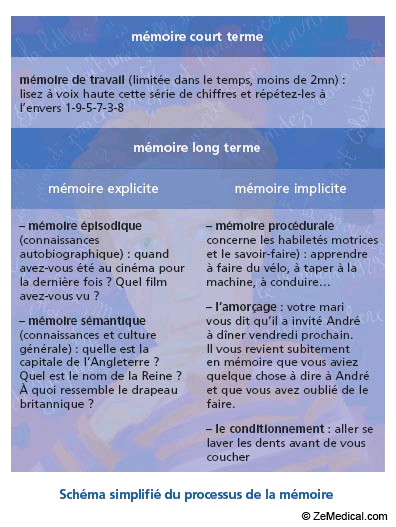 mémoire court terme
mémoire de travail (limitée dans le temps, moins de 2mn) :
lisez à voix haute cette série de chiffres et répétez-les à
l'envers 1-9-5-7-3-8
mémoire long terme
mémoire explicite
– mémoire épisodique
(connaissances
autobiographique) : quand
avez-vous été au cinéma pour
la dernière fois ? Quel film
avez-vous vu ?
– mémoire sémantique
(connaissances et culture
générale) : quelle est la
capitale de l'Angleterre ?
Quel est le nom de la Reine ?
À quoi ressemble le drapeau
britannique ?
mémoire implicite
– mémoire procédurale
concerne les habiletés motrices
et le savoir-faire) : apprendre
à faire du vélo, à taper à la
machine, à conduire…
– l'amorçage : votre mari
vous dit qu'il a invité André
à dîner vendredi prochain.
Il vous revient subitement
en mémoire que vous aviez
quelque chose à dire à André
et que vous avez oublié de le
faire.
– le conditionnement : aller se
laver les dents avant de vous
coucher
Schéma simplifié du processus de la mémoire
© ZeMedical.com